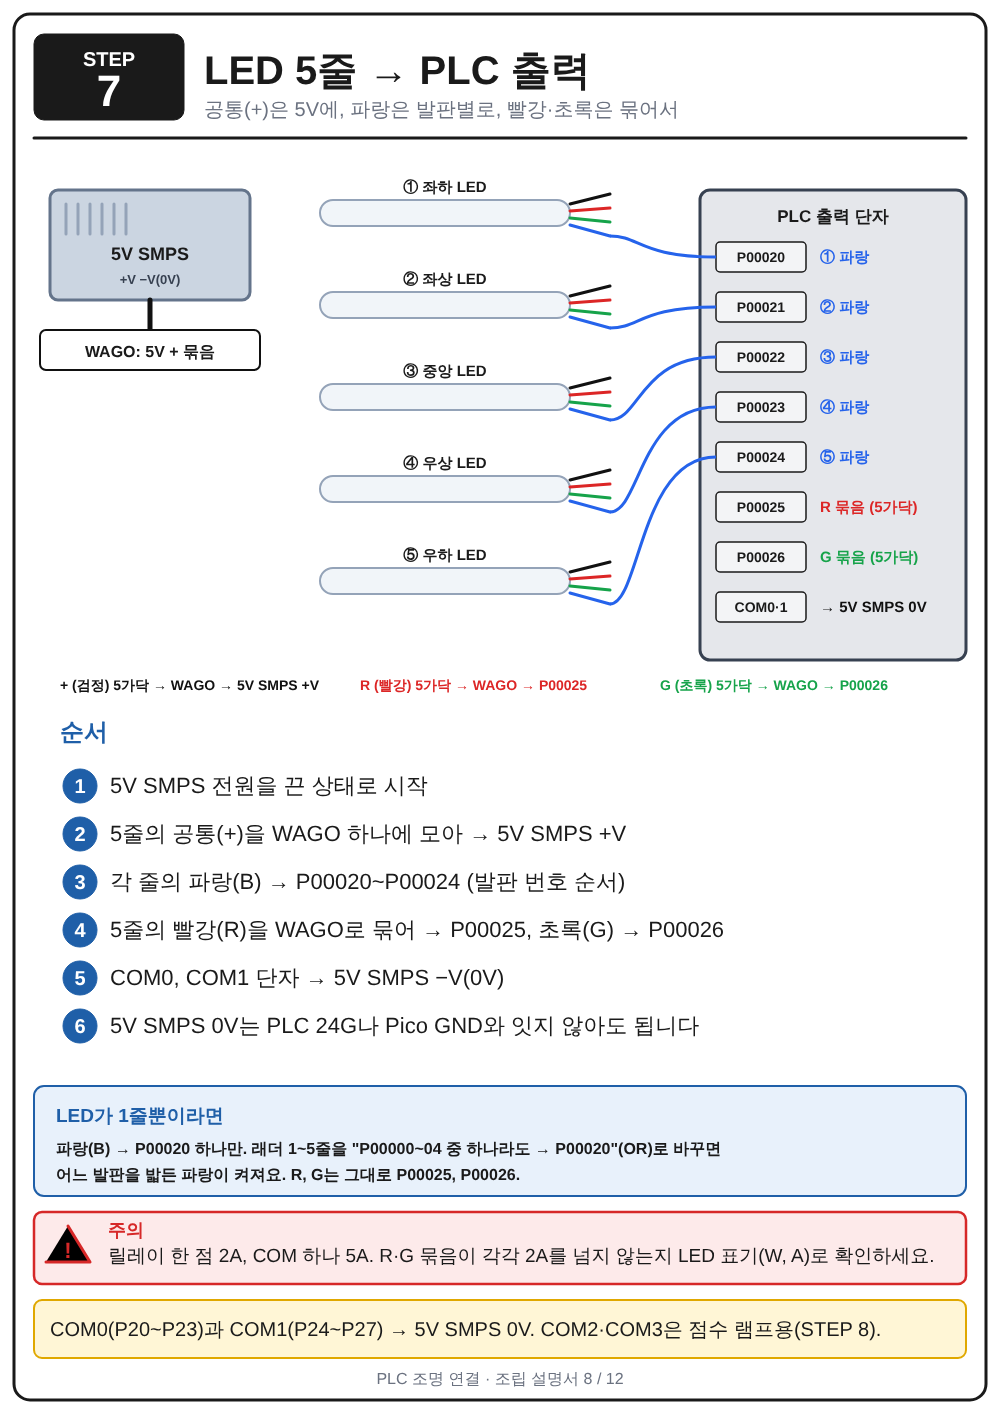 STEP
7
LED 5줄 → PLC 출력
공통(+)은 5V에, 파랑은 발판별로, 빨강·초록은 묶어서
5V SMPS
+V −V(0V)
WAGO: 5V + 묶음
① 좌하 LED
② 좌상 LED
③ 중앙 LED
④ 우상 LED
⑤ 우하 LED
PLC 출력 단자
P00020 ① 파랑
P00021 ② 파랑
P00022 ③ 파랑
P00023 ④ 파랑
P00024 ⑤ 파랑
P00025 R 묶음 (5가닥)
P00026 G 묶음 (5가닥)
COM0·1 → 5V SMPS 0V
+ (검정) 5가닥 → WAGO → 5V SMPS +V
R (빨강) 5가닥 → WAGO → P00025
G (초록) 5가닥 → WAGO → P00026
순서
1 5V SMPS 전원을 끈 상태로 시작
2 5줄의 공통(+)을 WAGO 하나에 모아 → 5V SMPS +V
3 각 줄의 파랑(B) → P00020~P00024 (발판 번호 순서)
4 5줄의 빨강(R)을 WAGO로 묶어 → P00025, 초록(G) → P00026
5 COM0, COM1 단자 → 5V SMPS −V(0V)
6 5V SMPS 0V는 PLC 24G나 Pico GND와 잇지 않아도 됩니다
LED가 1줄뿐이라면
파랑(B) → P00020 하나만. 래더 1~5줄을 "P00000~04 중 하나라도 → P00020"(OR)로 바꾸면
어느 발판을 밟든 파랑이 켜져요. R, G는 그대로 P00025, P00026.
!
주의
릴레이 한 점 2A, COM 하나 5A. R·G 묶음이 각각 2A를 넘지 않는지 LED 표기(W, A)로 확인하세요.
COM0(P20~P23)과 COM1(P24~P27) → 5V SMPS 0V. COM2·COM3은 점수 램프용(STEP 8).
PLC 조명 연결 · 조립 설명서 8 / 12